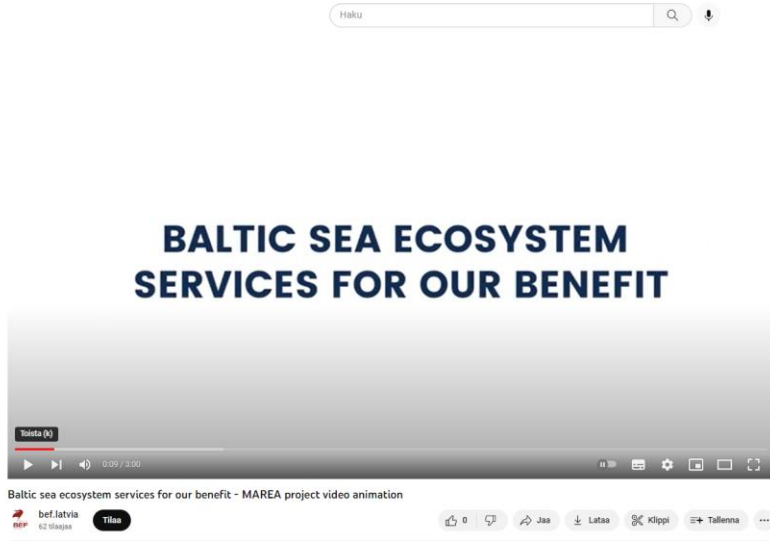 Haku
BALTIC SEA ECOSYSTEM
SERVICES FOR OUR BENEFIT
Toista (k)
0:09 / 3:00
Baltic sea ecosystem services for our benefit - MAREA project video animation
BEF
bef.latvia
62 tilaajaa
Tilaa
0
Jaa
Lataa
Klippi
Tallenna